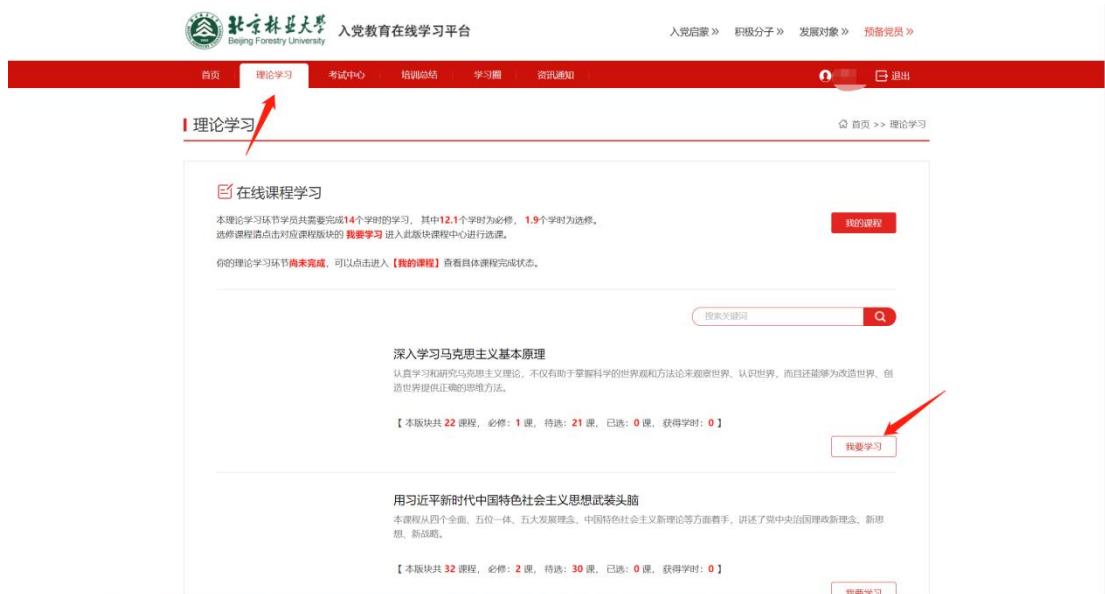 北京林业大学
Beijing Forestry University
入党教育在线学习平台
入党启蒙 » 积极分子 » 发展对象 » 预备党员 »
首页 理论学习 考试中心 培训总结 学习圈 资讯通知 退出
理论学习
首页 >> 理论学习
在线课程学习
本理论学习环节学员共需要完成14个学时的学习，其中12.1个学时为必修，1.9个学时为选修。
选修课程请点击对应课程版块的 我要学习 进入此版块课程中心进行选课。
我的课程
你的理论学习环节尚未完成，可以点击进入【我的课程】查看具体课程完成状态。
搜索关键词
深入学习马克思主义基本原理
认真学习和研究马克思主义理论，不仅有助于掌握科学的世界观和方法论来观察世界、认识世界，而且还能够为改造世界、创
造世界提供正确的思维方法。
【 本版块共 22 课程， 必修：1 课， 待选：21 课， 已选：0 课， 获得学时：0 】
我要学习
用习近平新时代中国特色社会主义思想武装头脑
本课程从四个全面、五位一体、五大发展理念、中国特色社会主义新理论等方面着手，讲述了党中央治国理政新理念、新思
想、新战略。
【 本版块共 32 课程， 必修：2 课， 待选：30 课， 已选：0 课， 获得学时：0 】
我要学习